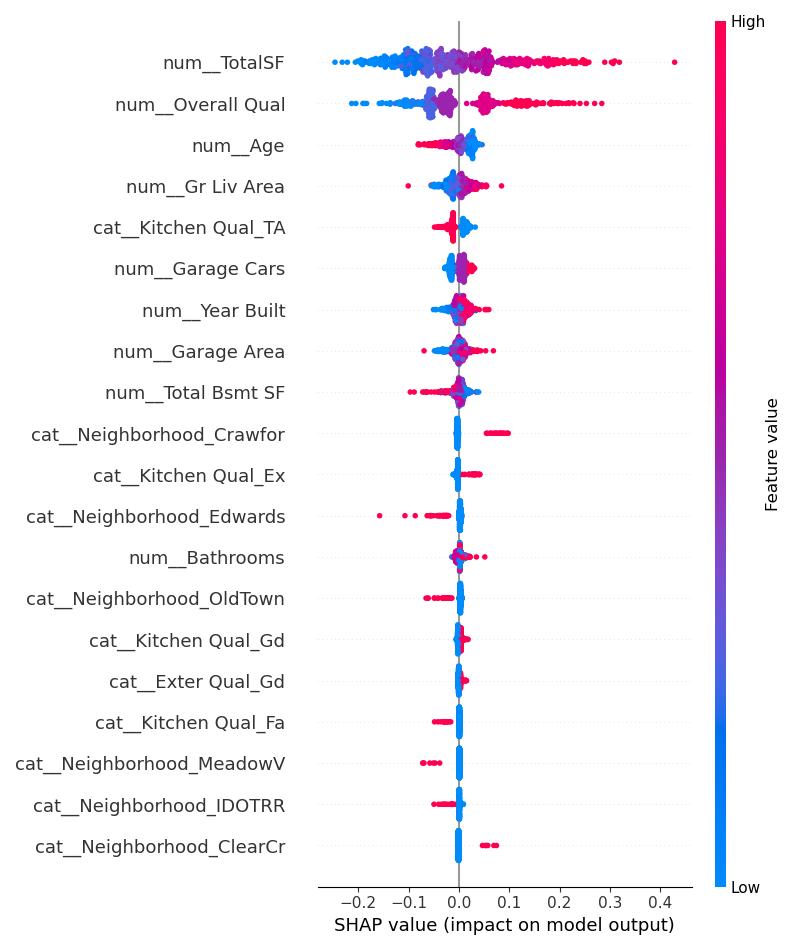 High
num__TotalSF
num__Overall Qual
num__Age
num__Gr Liv Area
cat__Kitchen Qual_TA
num__Garage Cars
num__Year Built
num__Garage Area
num__Total Bsmt SF
cat__Neighborhood_Crawfor
cat__Kitchen Qual_Ex
cat__Neighborhood_Edwards
num__Bathrooms
cat__Neighborhood_OldTown
cat__Kitchen Qual_Gd
cat__Exter Qual_Gd
cat__Kitchen Qual_Fa
cat__Neighborhood_MeadowV
cat__Neighborhood_IDOTRR
cat__Neighborhood_ClearCr
Feature value
Low
−0.2 −0.1 0.0 0.1 0.2 0.3 0.4
SHAP value (impact on model output)